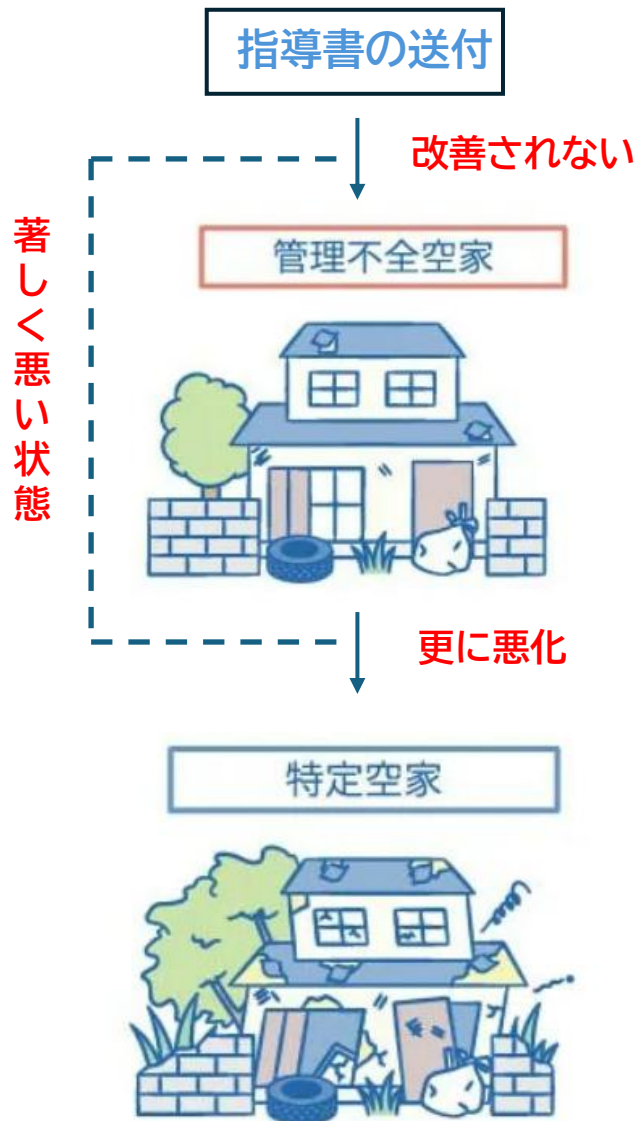 指導書の送付
改善されない
著しく悪い状態
管理不全空家
更に悪化
特定空家